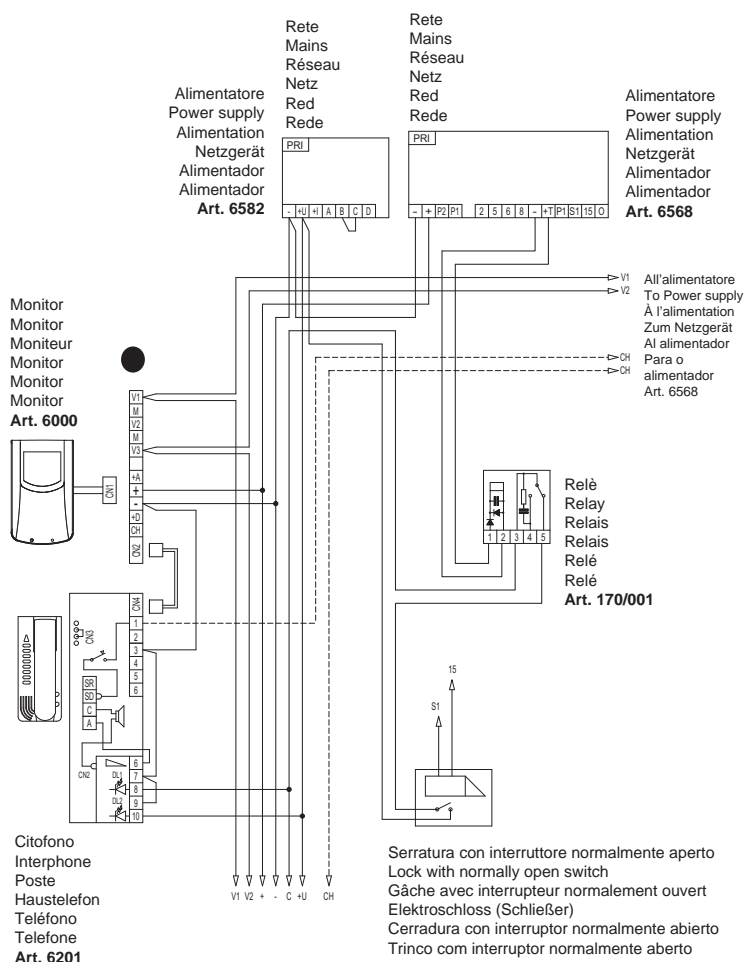 Rete
Mains
Réseau
Netz
Red
Rede
Rete
Mains
Réseau
Netz
Red
Rede
Alimentatore
Power supply
Alimentation
Netzgerät
Alimentador
Alimentador
Art. 6582
PRI
- +U +I A B C D
PRI
- + P2 P1 2 5 6 8 - +T P1 S1 15 O
Alimentatore
Power supply
Alimentation
Netzgerät
Alimentador
Alimentador
Art. 6568
V1
V2
CH
CH
All'alimentatore
To Power supply
À l'alimentation
Zum Netzgerät
Al alimentador
Para o
alimentador
Art. 6568
Monitor
Monitor
Moniteur
Monitor
Monitor
Monitor
Art. 6000
CN1
V1
M
V2
M
V3
+A
+
-
+D
CH
CN2
1 2 3 4 5
Relè
Relay
Relais
Relais
Relé
Relé
Art. 170/001
CN4
CN3
1
2
3
4
5
6
SR
SD
C
A
CN2
DL1
DL2
6
7
8
9
10
15
S1
Citofono
Interphone
Poste
Haustelefon
Teléfono
Telefone
Art. 6201
V1 V2 + - C +U CH
Serratura con interruttore normalmente aperto
Lock with normally open switch
Gâche avec interrupteur normalement ouvert
Elektroschloss (Schließer)
Cerradura con interruptor normalmente abierto
Trinco com interruptor normalmente aberto